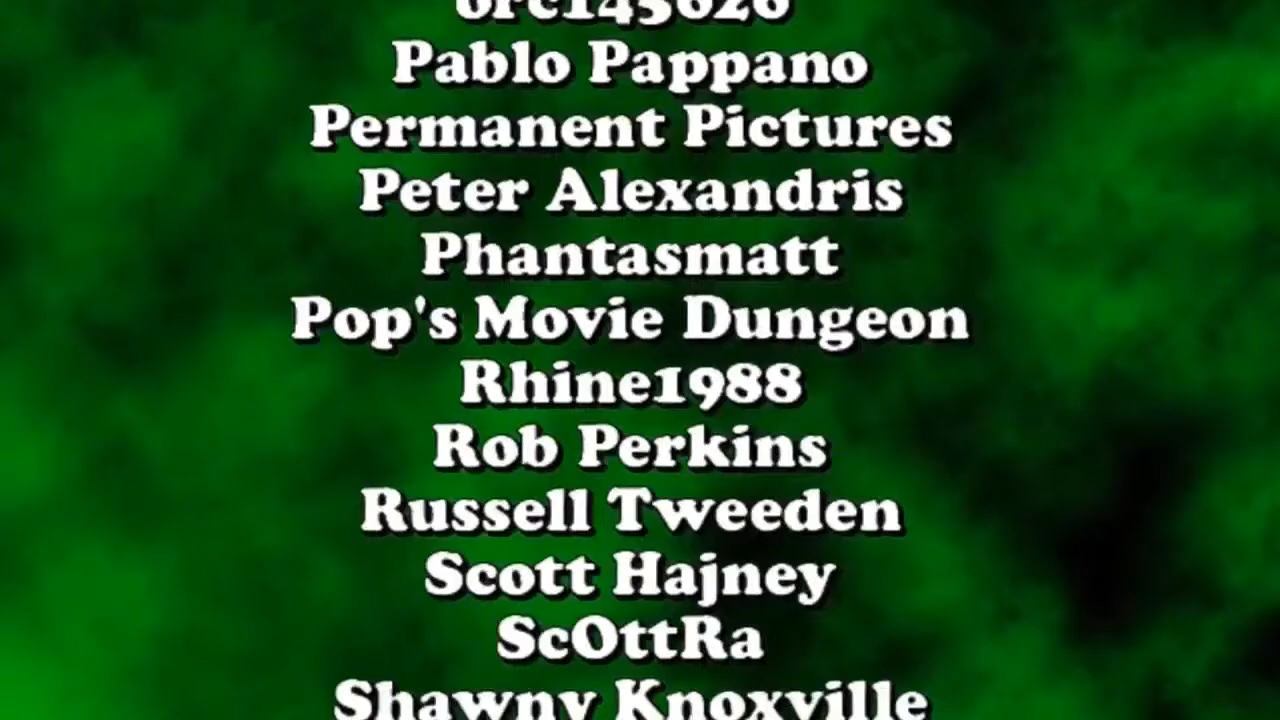 Pablo Pappano
Permanent Pictures
Peter Alexandris
Phantasmatt
Pop's Movie Dungeon
Rhine1988
Rob Perkins
Russell Tweeden
Scott Hajney
ScOttRa
Shawny Knoxville